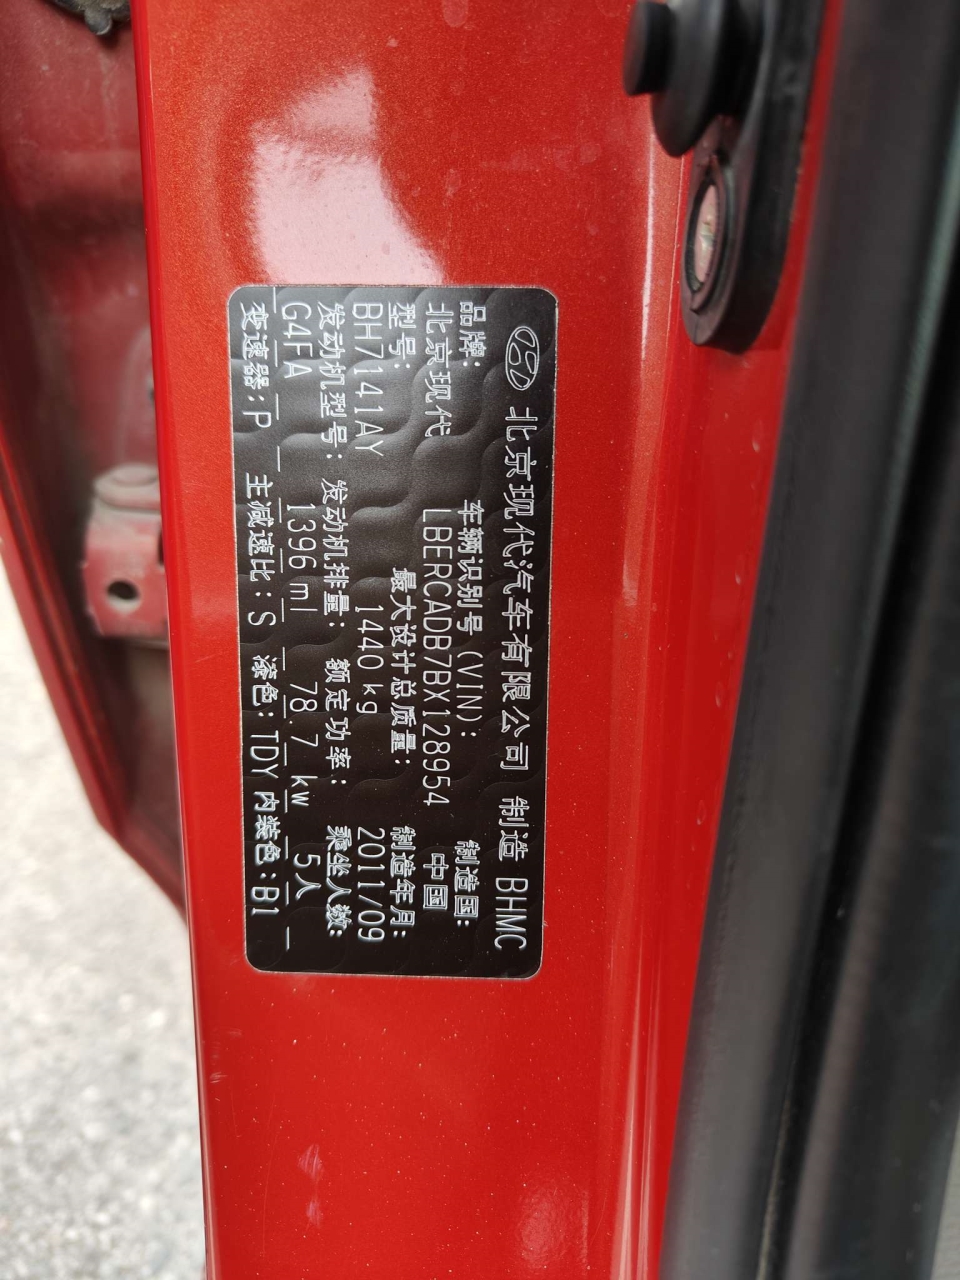 北京现代汽车有限公司 制造 BHMC
品牌: 车辆识别号(VIN): 制造国:
北京现代 LBERCADB7BX128954 中国
型号: 最大设计总质量: 制造年月:
BH7141AY 1440 kg 2011/09
发动机型号: 发动机排量: 额定功率: 乘坐人数:
G4FA 1396 ml 78.7 kw 5人
变速器:P 主减速比:S 漆色:TDY 内装色:B1